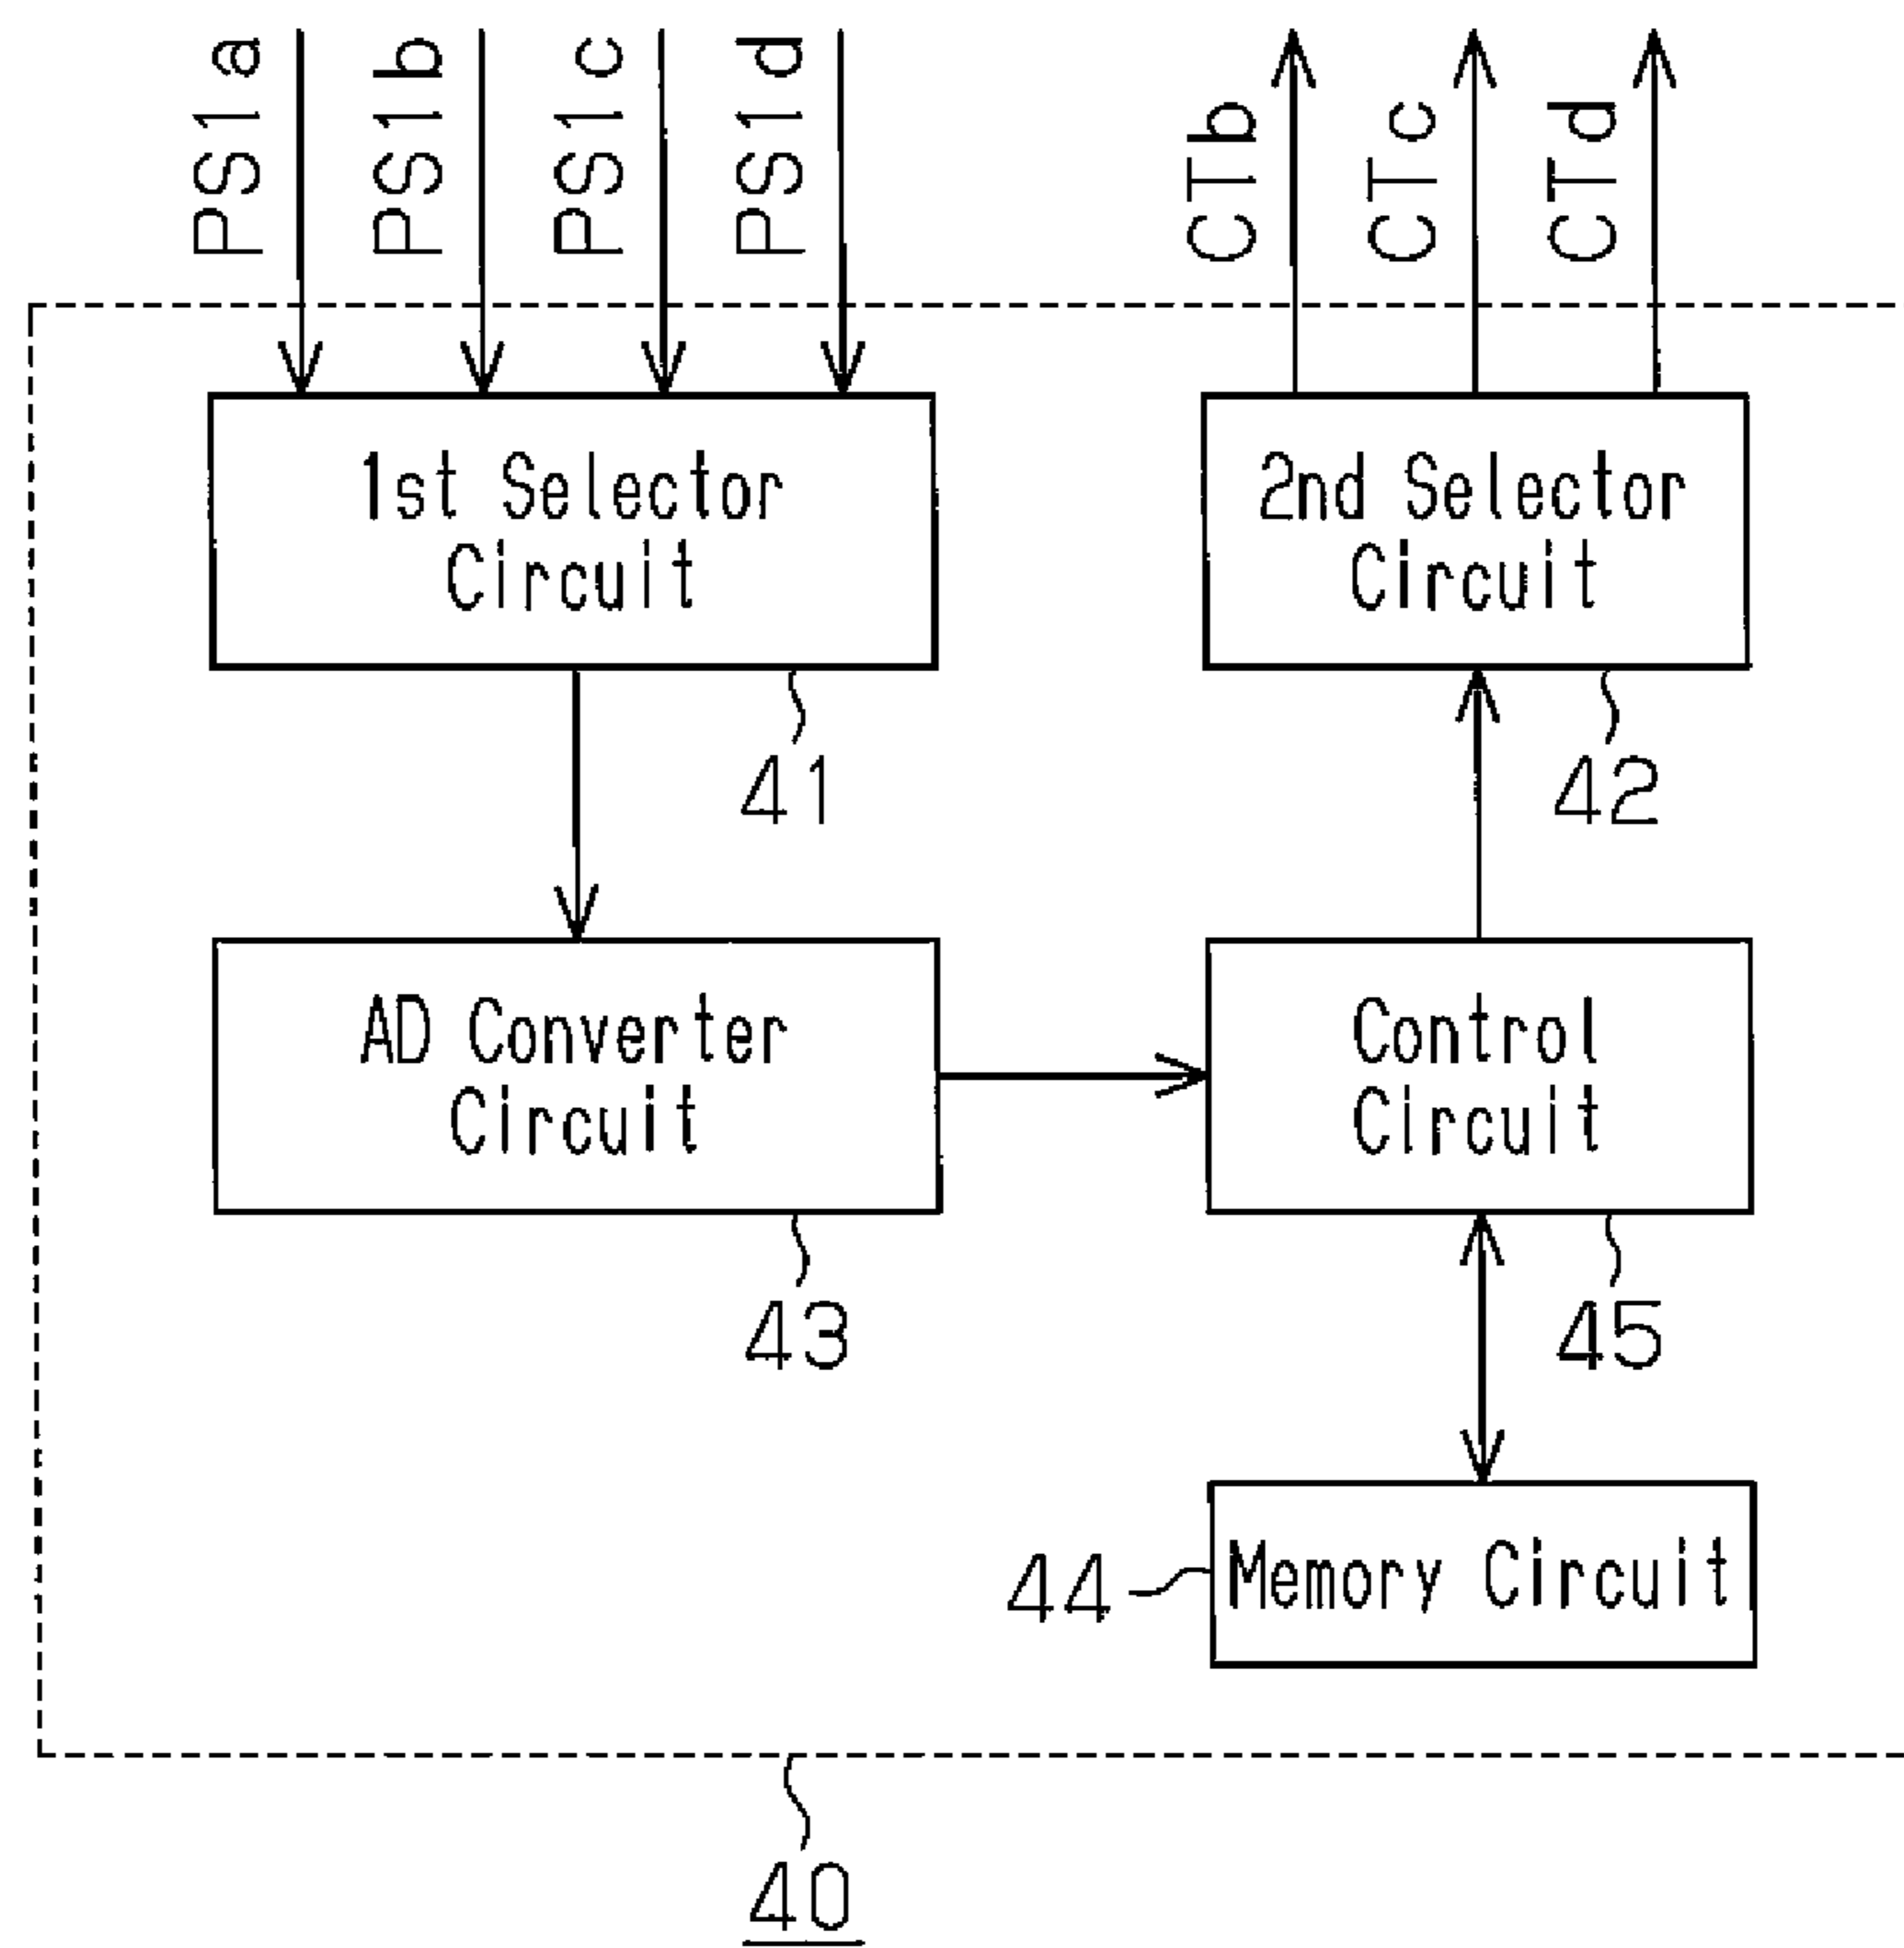 PS1a
PS1b
PS1c
PS1d
CTb
CTc
CTd
1st Selector
Circuit
2nd Selector
Circuit
41
42
AD Converter
Circuit
Control
Circuit
43
45
44
Memory Circuit
40